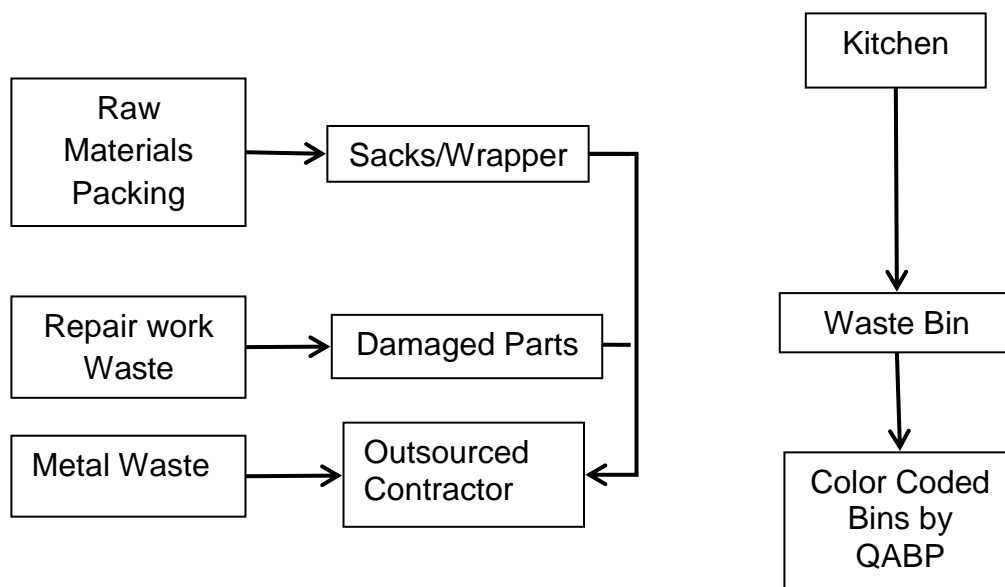 Kitchen
Raw
Materials
Packing
Sacks/Wrapper
Repair work
Waste
Damaged Parts
Waste Bin
Metal Waste
Outsourced
Contractor
Color Coded
Bins by
QABP